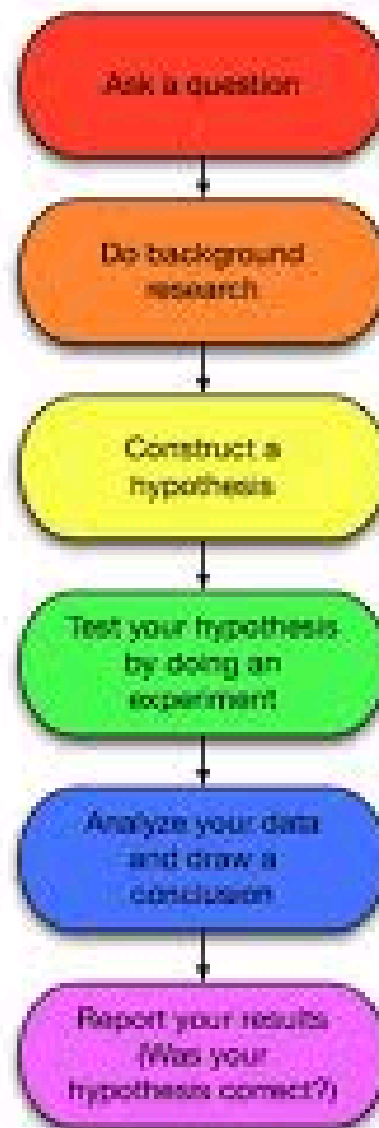 Ask a question
Do background
research
Construct a
hypothesis
Test your hypothesis
by doing an
experiment
Analyze your data
and draw a
conclusion
Report your results
(Was your
hypothesis correct?)